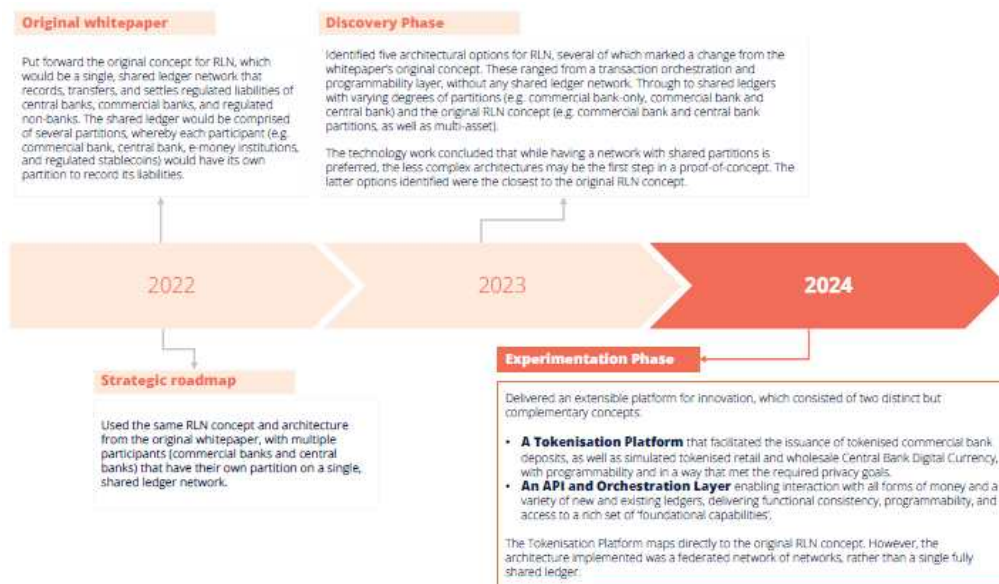 Original whitepaper
Put forward the original concept for RLN, which
would be a single, shared ledger network that
records, transfers, and settles regulated liabilities of
central banks, commercial banks, and regulated
non-banks. The shared ledger would be comprised
of several partitions, whereby each participant (e.g.
commercial bank, central bank, e-money institutions,
and regulated stablecoins) would have its own
partition to record its liabilities.
Discovery Phase
Identified five architectural options for RLN, several of which marked a change from the
whitepaper's original concept. These ranged from a transaction orchestration and
programmability layer, without any shared ledger network. Through to shared ledgers
with varying degrees of partitions (e.g. commercial bank-only, commercial bank and
central bank) and the original RLN concept (e.g. commercial bank and central bank
partitions, as well as multi-asset).
The technology work concluded that while having a network with shared partitions is
preferred, the less complex architectures may be the first step in a proof-of-concept. The
latter options identified were the closest to the original RLN concept.
2022
2023
2024
Strategic roadmap
Used the same RLN concept and architecture
from the original whitepaper, with multiple
participants (commercial banks and central
banks) that have their own partition on a single,
shared ledger network.
Experimentation Phase
Delivered an extensible platform for innovation, which consisted of two distinct but
complementary concepts:
• A Tokenisation Platform that facilitated the issuance of tokenised commercial bank
deposits, as well as simulated tokenised retail and wholesale Central Bank Digital Currency,
with programmability and in a way that met the required privacy goals.
• An API and Orchestration Layer enabling interaction with all forms of money and a
variety of new and existing ledgers, delivering functional consistency, programmability, and
access to a rich set of 'foundational capabilities'.
The Tokenisation Platform maps directly to the original RLN concept. However, the
architecture implemented was a federated network of networks, rather than a single fully
shared ledger.